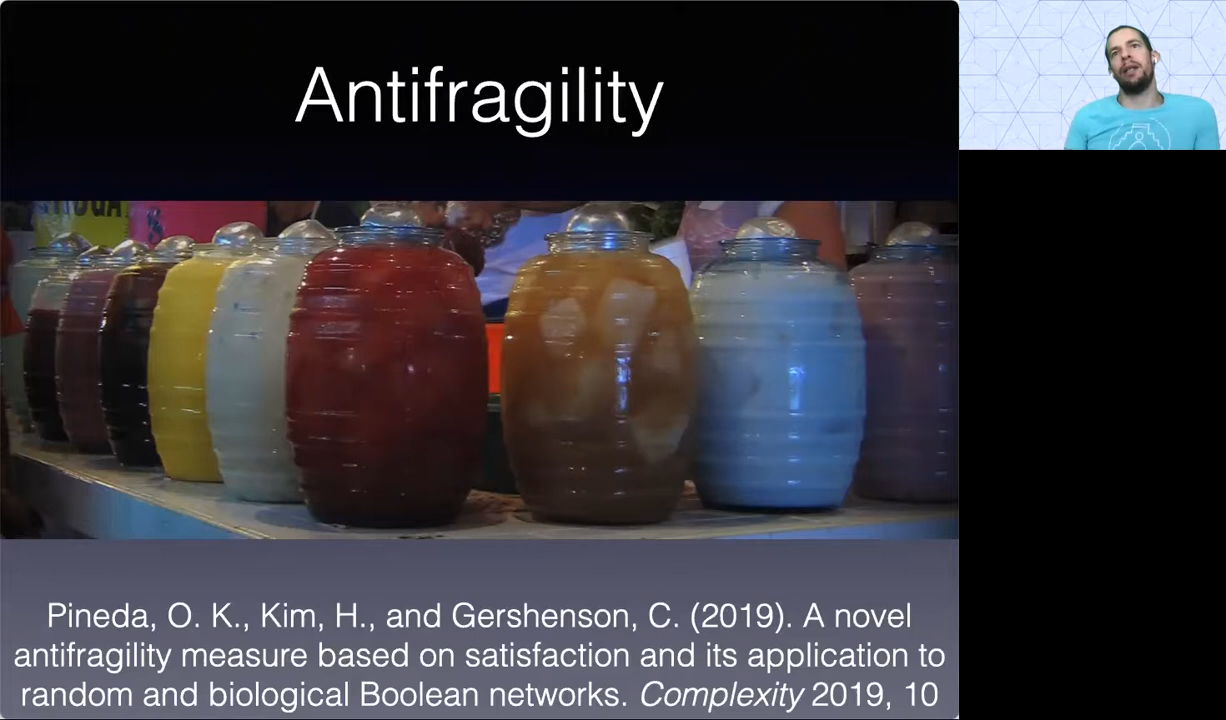 Antifragility
Pineda, O. K., Kim, H., and Gershenson, C. (2019). A novel
antifragility measure based on satisfaction and its application to
random and biological Boolean networks. Complexity 2019, 10